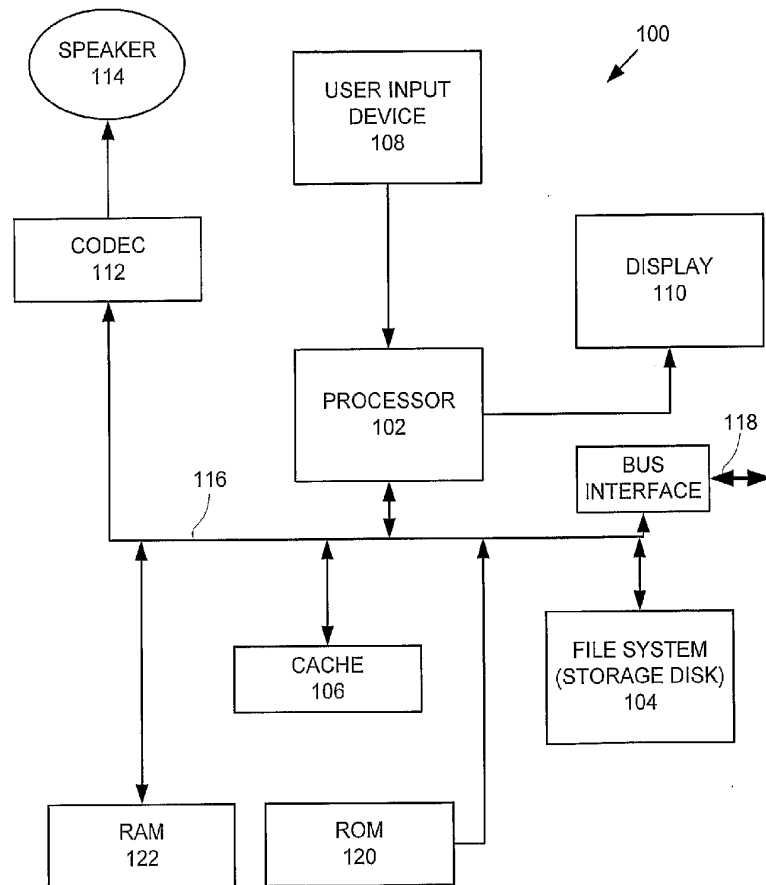 SPEAKER
114
100
USER INPUT
DEVICE
108
CODEC
112
DISPLAY
110
PROCESSOR
102
118
BUS
INTERFACE
116
CACHE
106
FILE SYSTEM
(STORAGE DISK)
104
RAM
122
ROM
120